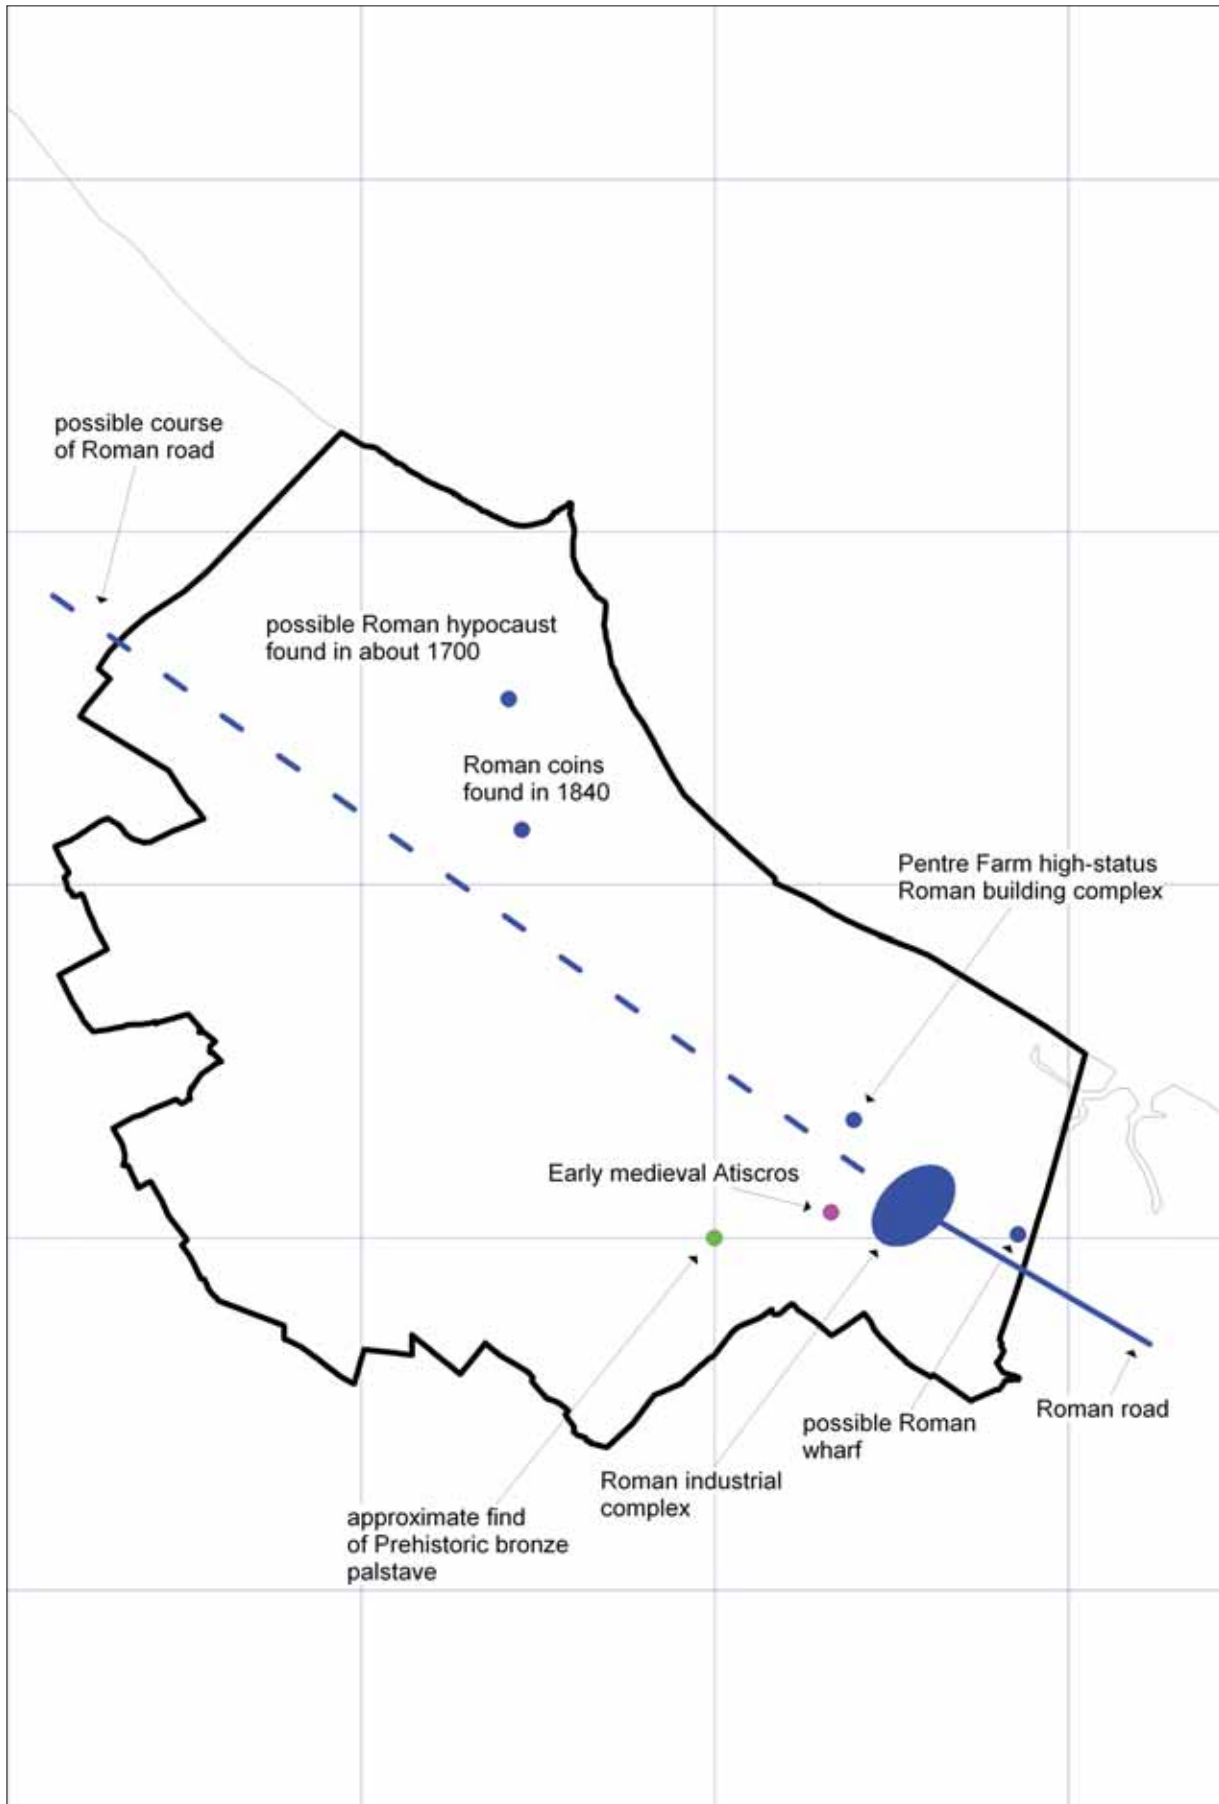 possible course
of Roman road
possible Roman hypocaust
found in about 1700
Roman coins
found in 1840
Pentre Farm high-status
Roman building complex
Early medieval Atiscros
Roman road
possible Roman
wharf
Roman industrial
complex
approximate find
of Prehistoric bronze
palstave